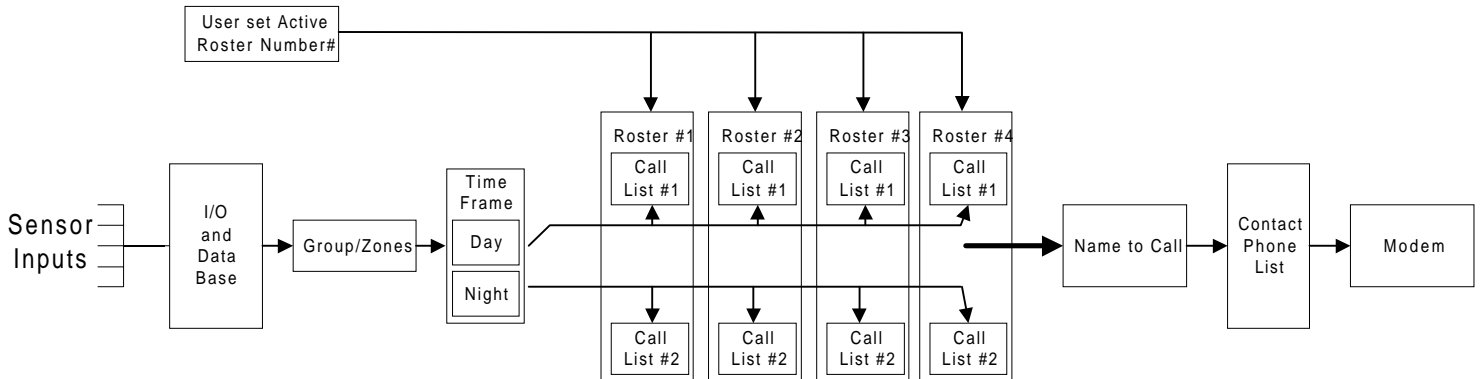 User set Active
Roster Number#
Roster #1
Roster #2
Roster #3
Roster #4
Call
List #1
Call
List #1
Call
List #1
Call
List #1
Sensor
Inputs
I/O
and
Data
Base
Group/Zones
Time
Frame
Day
Night
Name to Call
Contact
Phone
List
Modem
Call
List #2
Call
List #2
Call
List #2
Call
List #2